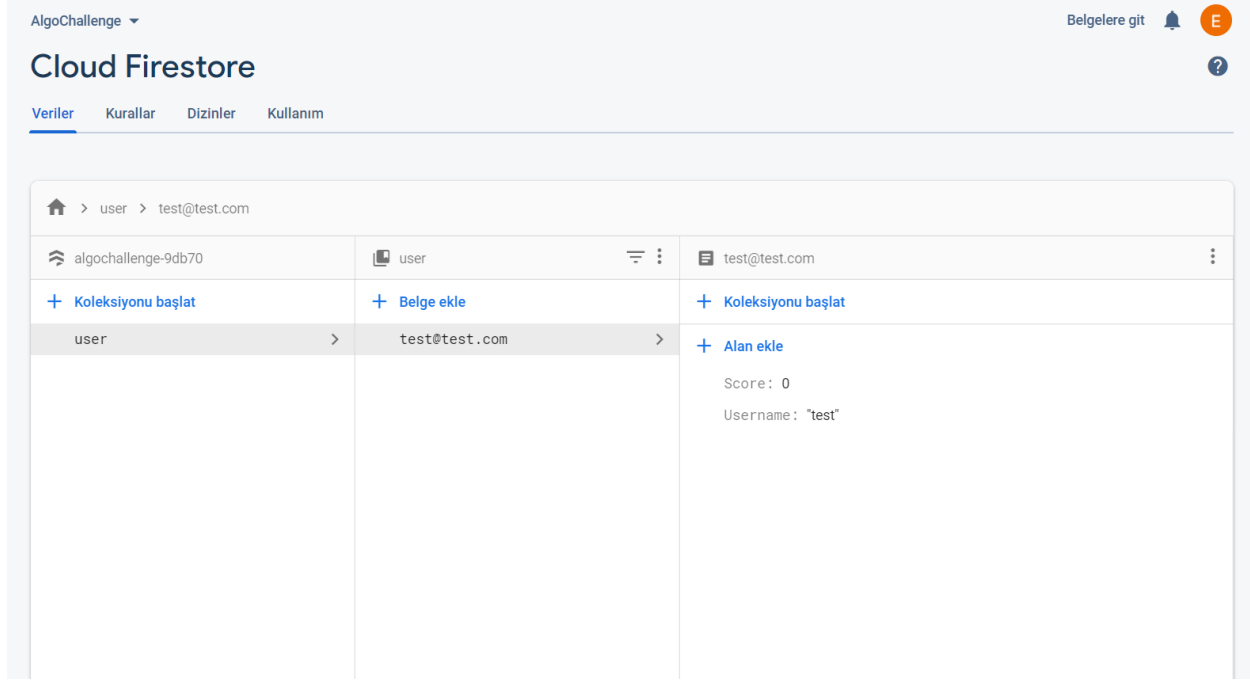 AlgoChallenge
Belgelere git
E
Cloud Firestore
?
Veriler Kurallar Dizinler Kullanım
> user > test@test.com
algochallenge-9db70
user
test@test.com
+ Koleksiyonu başlat
+ Belge ekle
+ Koleksiyonu başlat
user
test@test.com
+ Alan ekle
Score: 0
Username: "test"